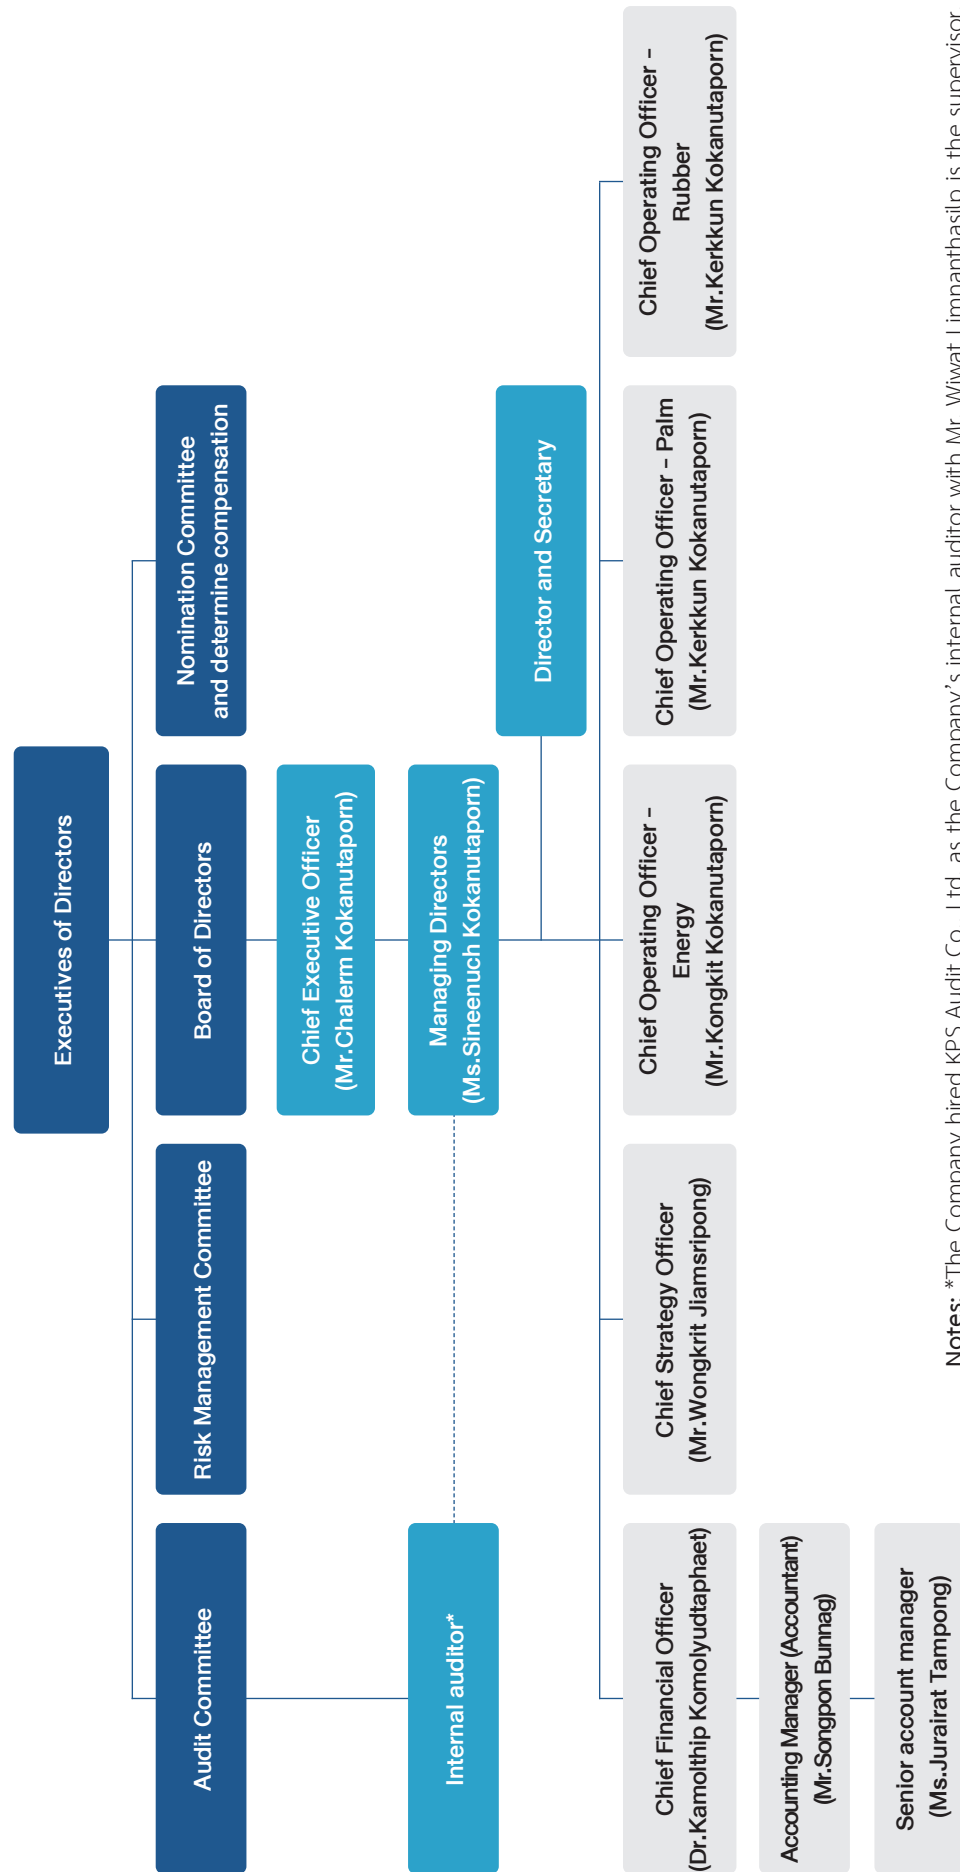 Executives of Directors
Audit Committee
Risk Management Committee
Board of Directors
Nomination Committee
and determine compensation
Chief Executive Officer
(Mr.Chalerm Kokanutaporn)
Internal auditor*
Managing Directors
(Ms.Sineenuch Kokanutaporn)
Director and Secretary
Chief Financial Officer
(Dr.Kamolthip Komolyudtaphaet)
Chief Strategy Officer
(Mr.Wongkrit Jiamsripong)
Chief Operating Officer –
Energy
(Mr.Kongkit Kokanutaporn)
Chief Operating Officer – Palm
(Mr.Kerkkun Kokanutaporn)
Chief Operating Officer –
Rubber
(Mr.Kerkkun Kokanutaporn)
Accounting Manager (Accountant)
(Mr.Songpon Bunnag)
Senior account manager
(Ms.Jurairat Tampong)
Notes: *The Company hired KPS Audit Co., Ltd. as the Company's internal auditor with Mr. Wiwat Limnanthasilp is the supervisor